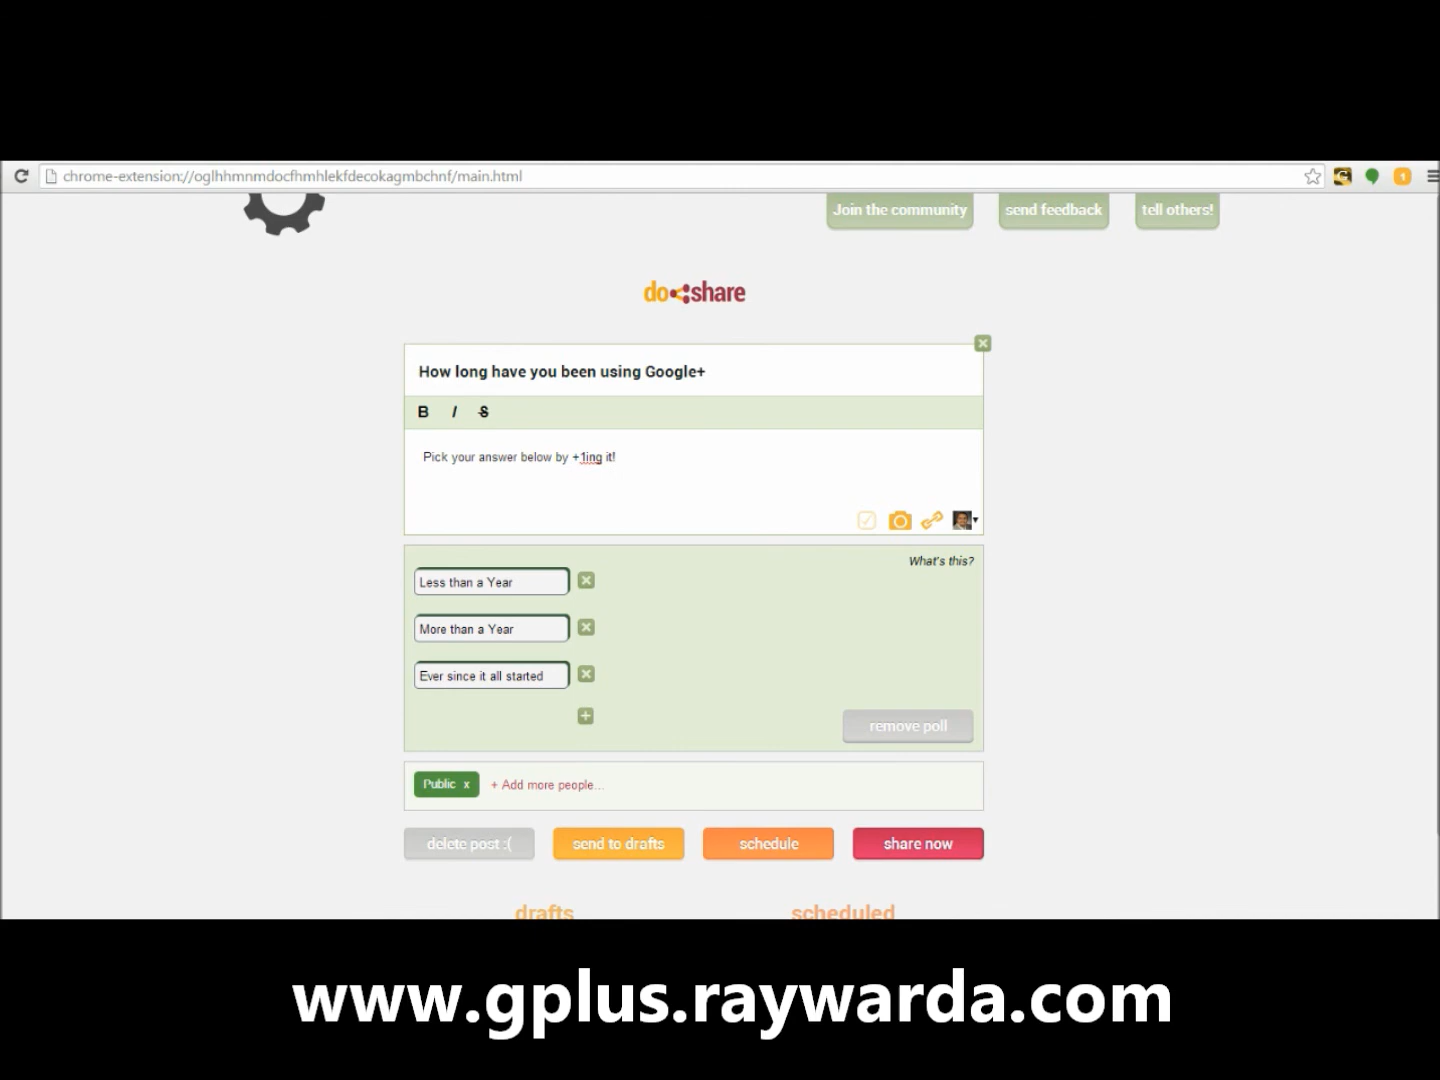 chrome-extension://oglhhmnmdocfhmhlekfdecokagmbchnf/main.html
1
Join the community
send feedback
tell others!
do share
How long have you been using Google+
B I S
Pick your answer below by +1ing it!
What's this?
Less than a Year
More than a Year
Ever since it all started
remove poll
Public x
+ Add more people...
delete post :(
send to drafts
schedule
share now
drafts
scheduled
www.gplus.raywarda.com